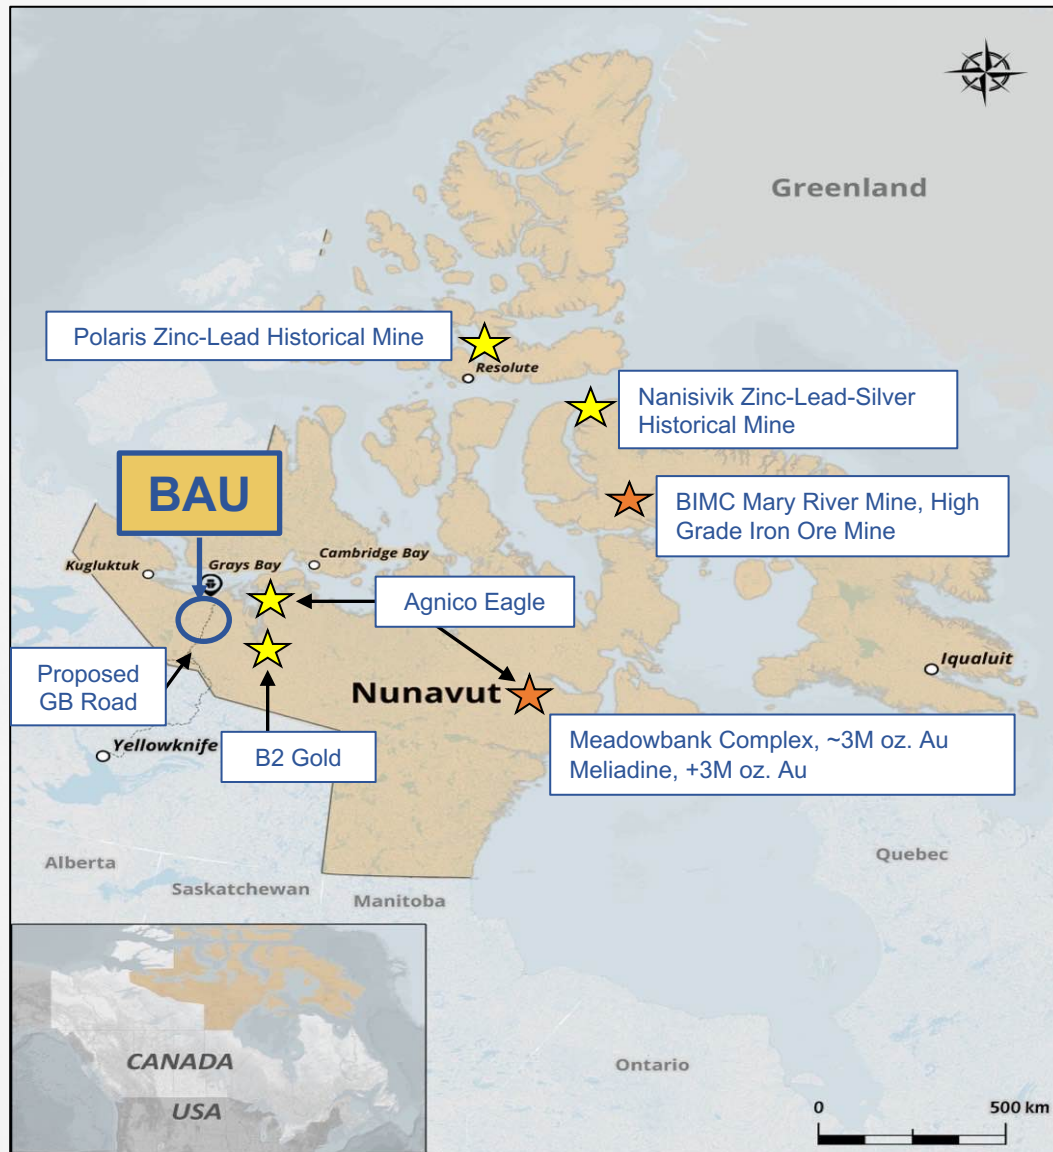 Greenland
Polaris Zinc-Lead Historical Mine
Resolute
Nanisivik Zinc-Lead-Silver
Historical Mine
BAU
BIMC Mary River Mine, High
Grade Iron Ore Mine
Kugluktuk
Grays Bay
Cambridge Bay
Agnico Eagle
Proposed
GB Road
Iqualuit
Nunavut
Yellowknife
B2 Gold
Meadowbank Complex, ~3M oz. Au
Meliadine, +3M oz. Au
Alberta
Saskatchewan
Manitoba
Quebec
CANADA
USA
Ontario
0 500 km